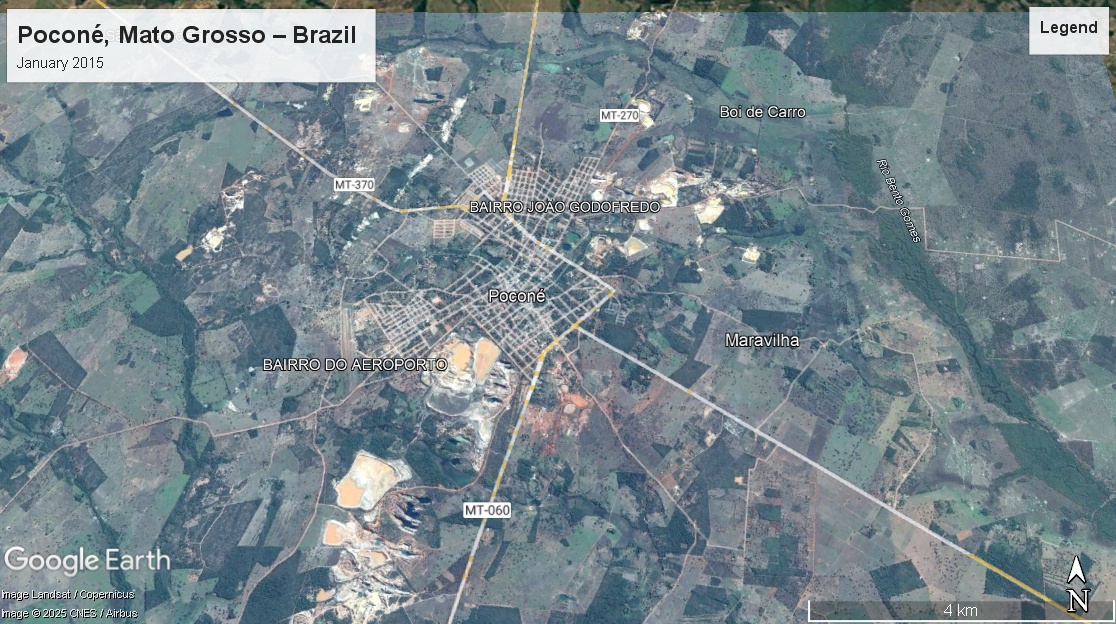 Poconé, Mato Grosso – Brazil
January 2015
Legend
MT-270
Boi de Carro
MT-370
Rio Bento Gomes
BAIRRO JOAO GODOFREDO
Poconé
Maravilha
BAIRRO DO AEROPORTO
MT-060
Google Earth
Image Landsat / Copernicus
Image © 2025 CNES / Airbus
4 km
N